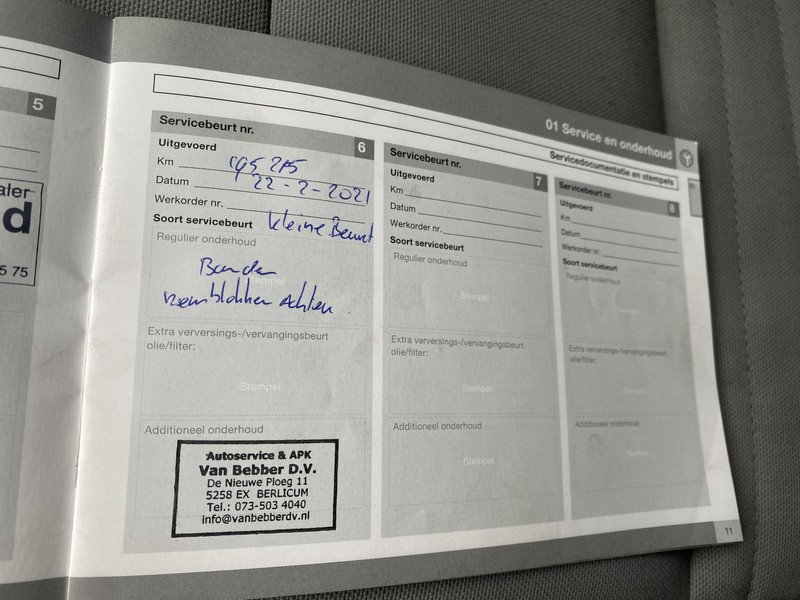 5
aler
d
5 75
01 Service en onderhoud
Servicedocumentatie en stempels
01
Servicebeurt nr. 6
Uitgevoerd
Km 195 215
Datum 22-2-2021
Werkorder nr.
Soort servicebeurt kleine Beurt
Regulier onderhoud
Banden
Stempel
remblokken Achter
Extra verversings-/vervangingsbeurt
olie/filter:
Stempel
Additioneel onderhoud
Autoservice & APK
Van Bebber D.V.
De Nieuwe Ploeg 11
5258 EX BERLICUM
Tel.: 073-503 4040
info@vanbebberdv.nl
Servicebeurt nr. 7
Uitgevoerd
Km
Datum
Werkorder nr.
Soort servicebeurt
Regulier onderhoud
Stempel
Extra verversings-/vervangingsbeurt
olie/filter:
Stempel
Additioneel onderhoud
Stempel
Servicebeurt nr. 8
Uitgevoerd
Km
Datum
Werkorder nr.
Soort servicebeurt
Regulier onderhoud
Stempel
Extra verversings-/vervangingsbeurt
olie/filter:
Stempel
Additioneel onderhoud
Stempel
11